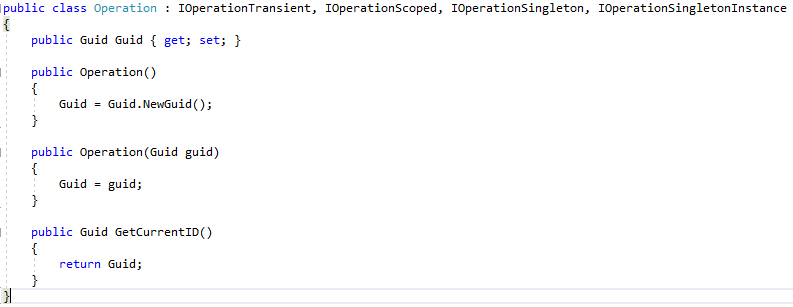 public class Operation : IOperationTransient, IOperationScoped, IOperationSingleton, IOperationSingletonInstance
{
    public Guid Guid { get; set; }
    public Operation()
    {
        Guid = Guid.NewGuid();
    }
    public Operation(Guid guid)
    {
        Guid = guid;
    }
    public Guid GetCurrentID()
    {
        return Guid;
    }
}